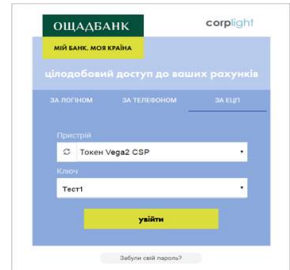 ОЩАДБАНК
corplight
МІЙ БАНК. МОЯ КРАЇНА
цілодобовий доступ до ваших рахунків
ЗА ЛОГІНОМ ЗА ТЕЛЕФОНОМ ЗА ЕЦП
Пристрій
Токен Vega2 CSP
Ключ
Тест1
увійти
Забули свій пароль?